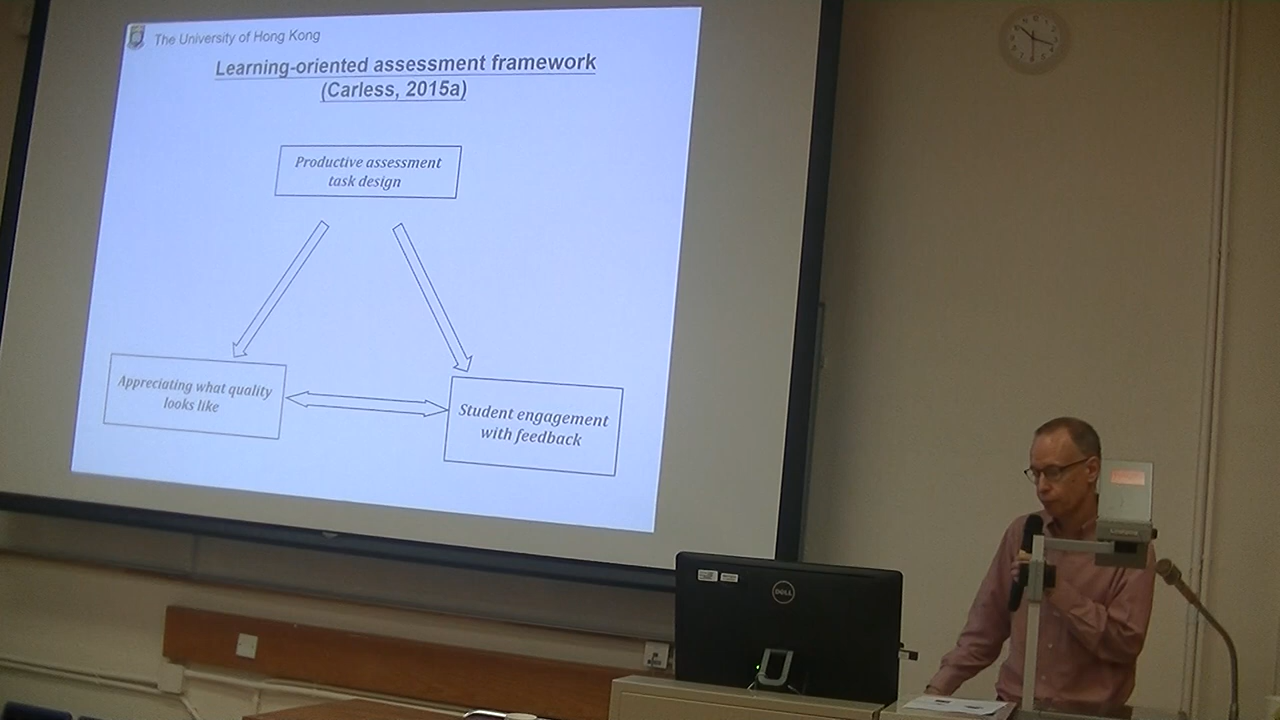 The University of Hong Kong
Learning-oriented assessment framework
(Carless, 2015a)
Productive assessment
task design
Appreciating what quality
looks like
Student engagement
with feedback
DELL